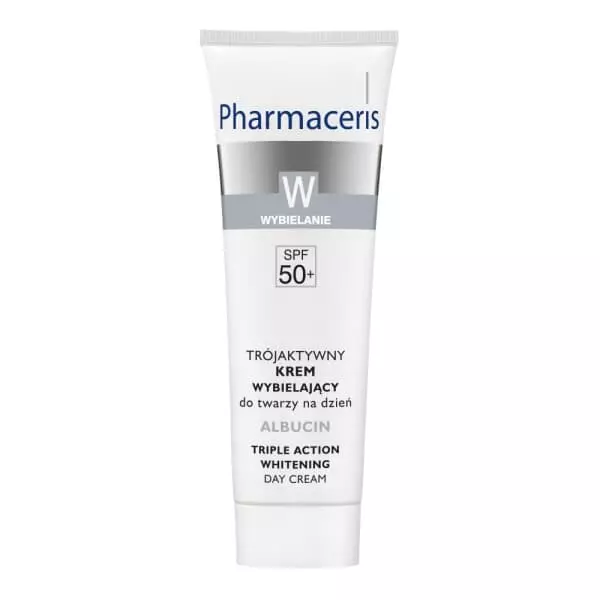 Pharmaceris
W
WYBIELANIE
SPF
50+
TRÓJAKTYWNY
KREM
WYBIELAJĄCY
do twarzy na dzień
ALBUCIN
TRIPLE ACTION
WHITENING
DAY CREAM